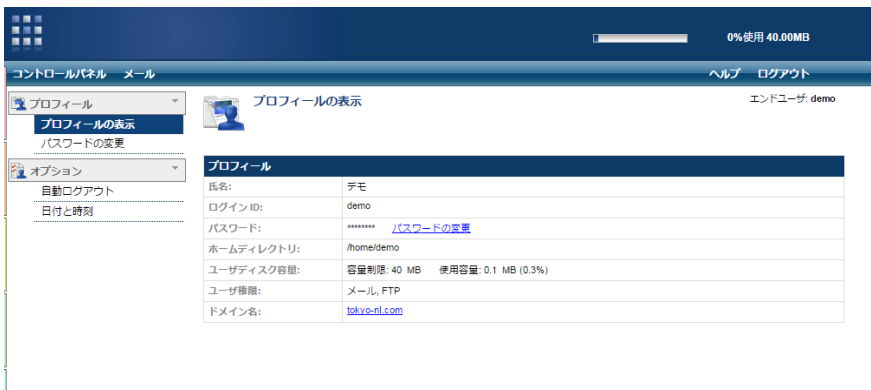 0%使用 40.00MB
コントロールパネル メール ヘルプ ログアウト
プロフィール
プロフィールの表示
パスワードの変更
オプション
自動ログアウト
日付と時刻
プロフィールの表示
エンドユーザ: demo
プロフィール
氏名: デモ
ログイン ID: demo
パスワード: ******** パスワードの変更
ホームディレクトリ: /home/demo
ユーザディスク容量: 容量制限: 40 MB 使用容量: 0.1 MB (0.3%)
ユーザ権限: メール, FTP
ドメイン名: tokyo-nl.com